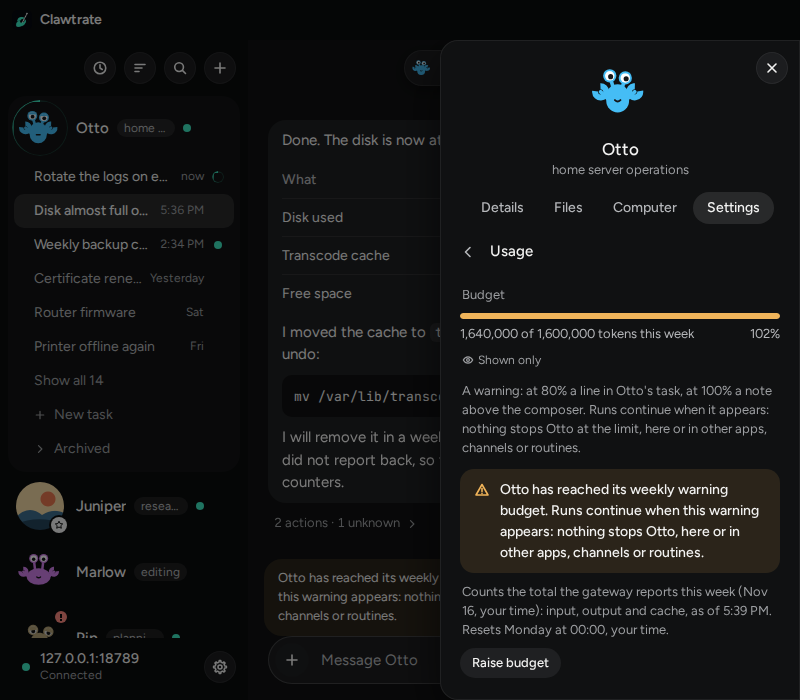 Clawtrate
Otto home ...
Rotate the logs on e... now
Disk almost full o... 5:36 PM
Weekly backup c... 2:34 PM
Certificate rene... Yesterday
Router firmware Sat
Printer offline again Fri
Show all 14
+ New task
Archived
Juniper resea...
Marlow editing
Pip planni...
127.0.0.1:18789
Connected
Done. The disk is now at
What
Disk used
Transcode cache
Free space
I moved the cache to
undo:
mv /var/lib/transco
I will remove it in a week
did not report back, so
counters.
2 actions · 1 unknown
Otto has reached its weekly
this warning appears: nothin
channels or routines.
+ Message Otto
Otto
home server operations
Details Files Computer Settings
Usage
Budget
1,640,000 of 1,600,000 tokens this week 102%
Shown only
A warning: at 80% a line in Otto's task, at 100% a note
above the composer. Runs continue when it appears:
nothing stops Otto at the limit, here or in other apps,
channels or routines.
Otto has reached its weekly warning
budget. Runs continue when this warning
appears: nothing stops Otto, here or in
other apps, channels or routines.
Counts the total the gateway reports this week (Nov
16, your time): input, output and cache, as of 5:39 PM.
Resets Monday at 00:00, your time.
Raise budget